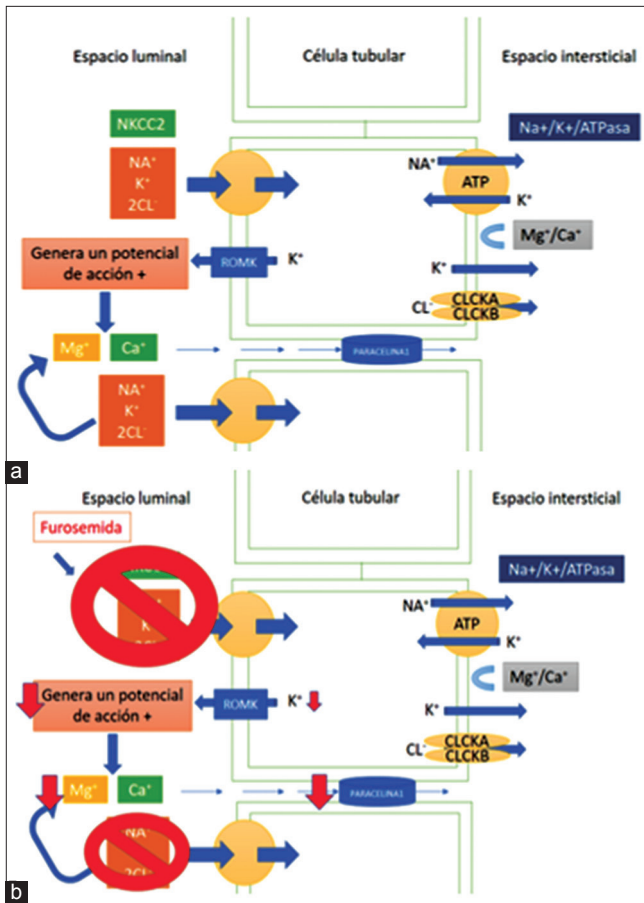 Espacio luminal
Célula tubular
Espacio intersticial
NKCC2
NA⁺
K⁺
2CL⁻
Na+/K+/ATPasa
NA⁺
ATP
K⁺
Mg⁺/Ca⁺
Genera un potencial
de acción +
ROMK
K⁺
K⁺
CL⁻
CLCKA
CLCKB
Mg⁺
Ca⁺
PARACELINA1
NA⁺
K⁺
2CL⁻
a
Espacio luminal
Célula tubular
Espacio intersticial
Furosemida
K
Na+/K+/ATPasa
NA⁺
ATP
K⁺
Mg⁺/Ca⁺
Genera un potencial
de acción +
ROMK
K⁺
K⁺
CL⁻
CLCKA
CLCKB
Mg⁺
Ca⁺
PARACELINA1
NA⁺
2CL⁻
b